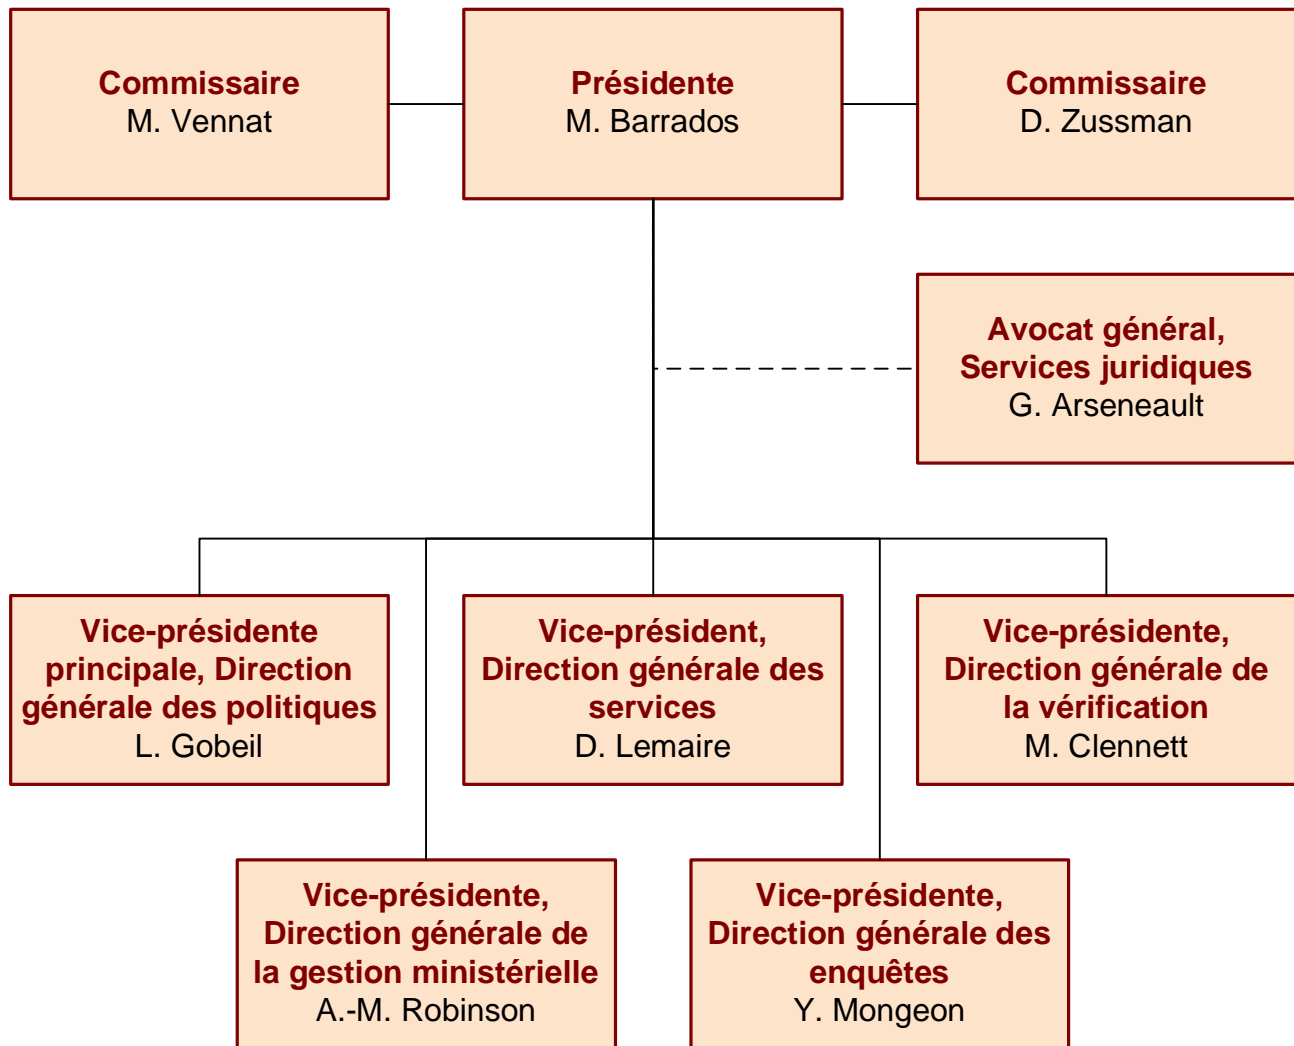 Commissaire
M. Vennat
Présidente
M. Barrados
Commissaire
D. Zussman
Avocat général,
Services juridiques
G. Arseneault
Vice-présidente
principale, Direction
générale des politiques
L. Gobeil
Vice-président,
Direction générale des
services
D. Lemaire
Vice-présidente,
Direction générale de
la vérification
M. Clennett
Vice-présidente,
Direction générale de
la gestion ministérielle
A.-M. Robinson
Vice-présidente,
Direction générale des
enquêtes
Y. Mongeon